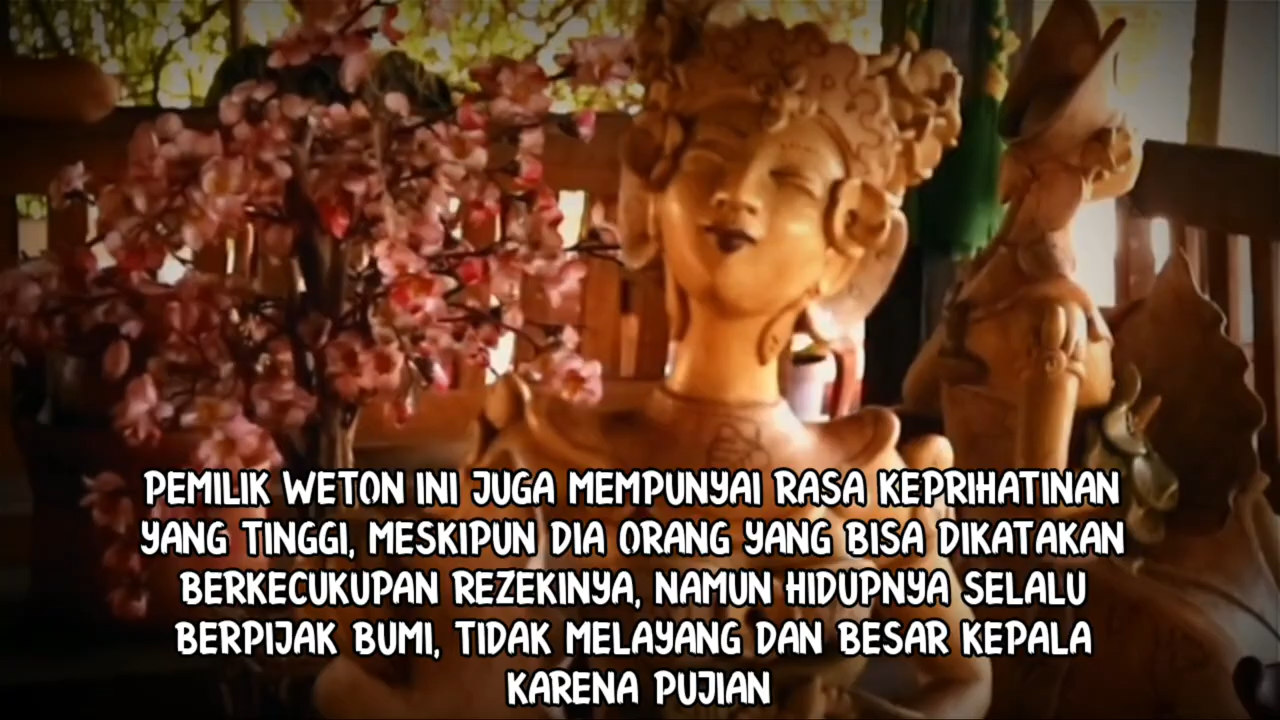 PEMILIK WETON INI JUGA MEMPUNYAI RASA KEPRIHATINAN
YANG TINGGI, MESKIPUN DIA ORANG YANG BISA DIKATAKAN
BERKECUKUPAN REZEKINYA, NAMUN HIDUPNYA SELALU
BERPIJAK BUMI, TIDAK MELAYANG DAN BESAR KEPALA
KARENA PUJIAN